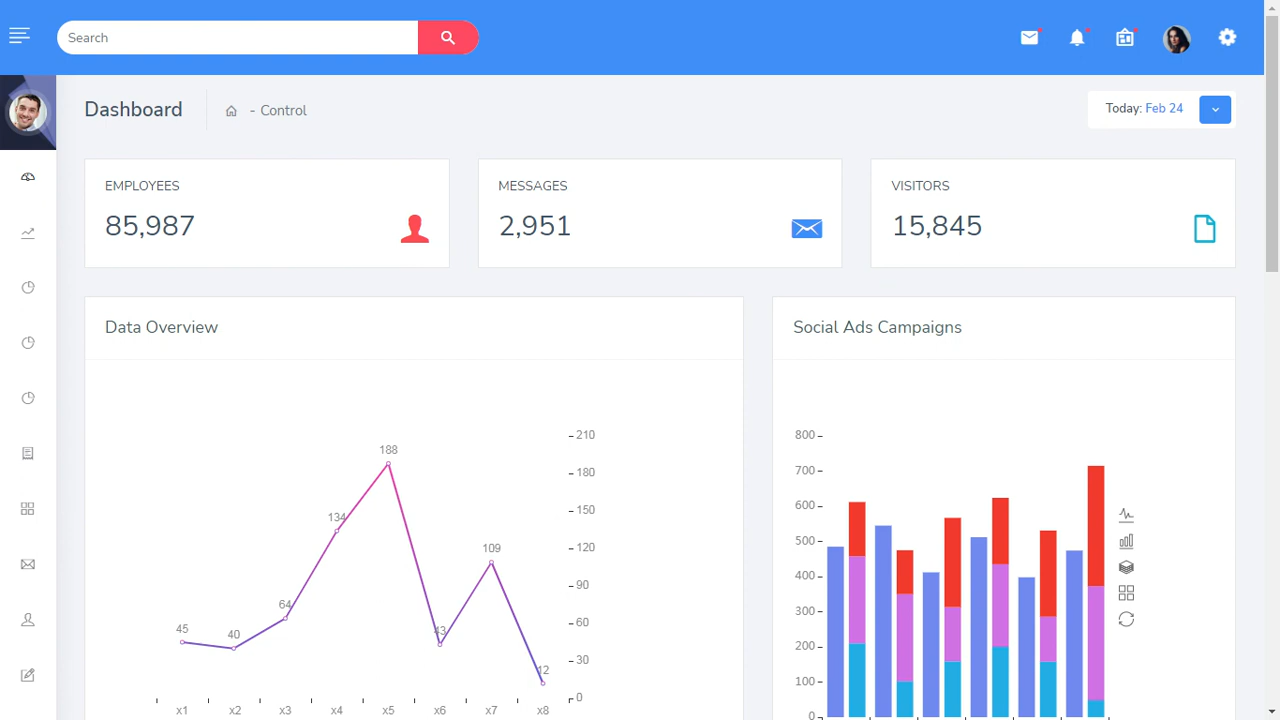 Search
Dashboard
- Control
Today: Feb 24
EMPLOYEES
85,987
MESSAGES
2,951
VISITORS
15,845
Data Overview
188
134
109
64
45
40
43
12
210
180
150
120
90
60
30
0
x1 x2 x3 x4 x5 x6 x7 x8
Social Ads Campaigns
800
700
600
500
400
300
200
100
0